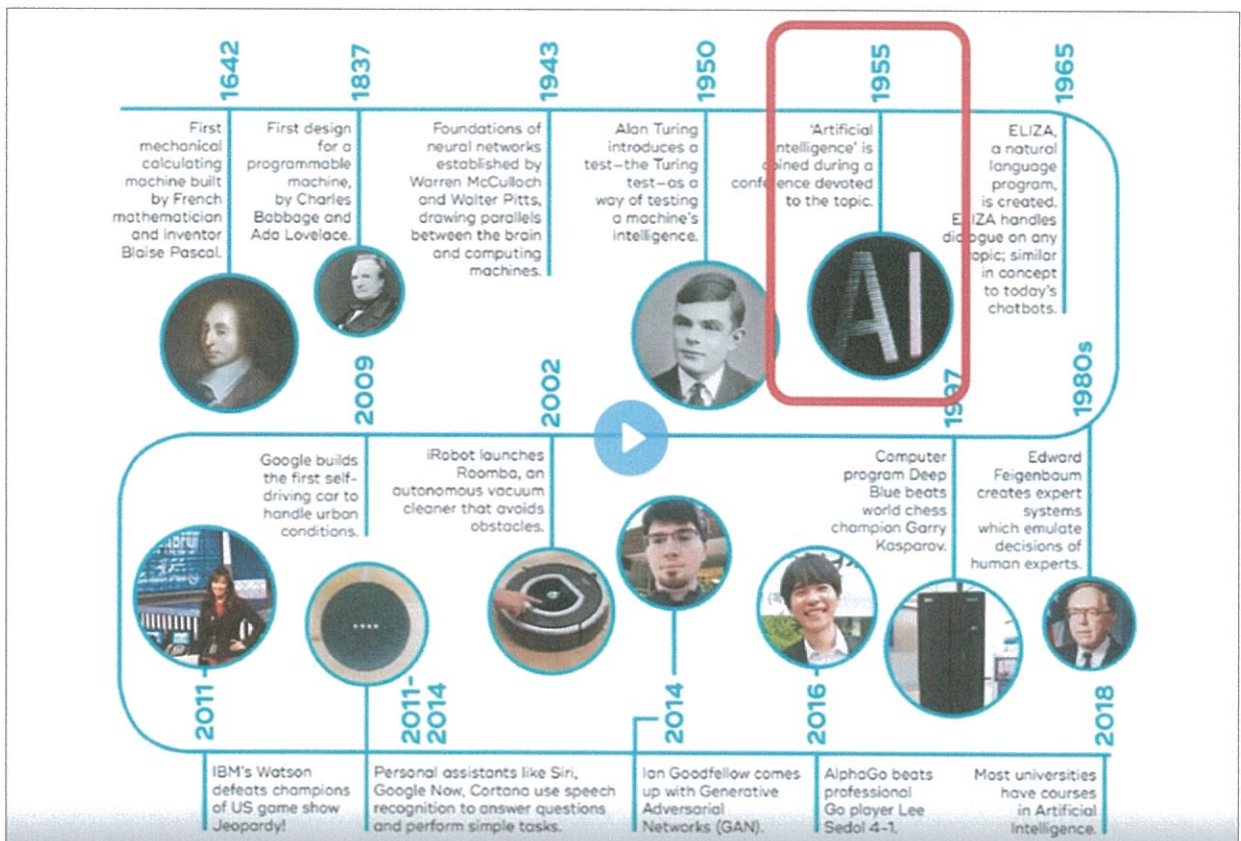 1642
First
mechanical
calculating
machine built
by French
mathematician
and inventor
Blaise Pascal.
1837
First design
for a
programmable
machine,
by Charles
Babbage and
Ada Lovelace.
1943
Foundations of
neural networks
established by
Warren McCulloch
and Walter Pitts,
drawing parallels
between the brain
and computing
machines.
1950
Alan Turing
introduces a
test—the Turing
test—as a
way of testing
a machine's
intelligence.
1955
'Artificial
intelligence' is
coined during a
conference devoted
to the topic.
AI
1965
ELIZA,
a natural
language
program,
is created.
ELIZA handles
dialogue on any
topic; similar
in concept
to today's
chatbots.
1980s
Edward
Feigenbaum
creates expert
systems
which emulate
decisions of
human experts.
1997
Computer
program Deep
Blue beats
world chess
champion Garry
Kasparov.
2002
iRobot launches
Roomba, an
autonomous vacuum
cleaner that avoids
obstacles.
2009
Google builds
the first self-
driving car to
handle urban
conditions.
2011
IBM's Watson
defeats champions
of US game show
Jeopardy!
2011-
2014
Personal assistants like Siri,
Google Now, Cortana use speech
recognition to answer questions
and perform simple tasks.
2014
Ian Goodfellow comes
up with Generative
Adversarial
Networks (GAN).
2016
AlphaGo beats
professional
Go player Lee
Sedol 4-1.
2018
Most universities
have courses
in Artificial
Intelligence.